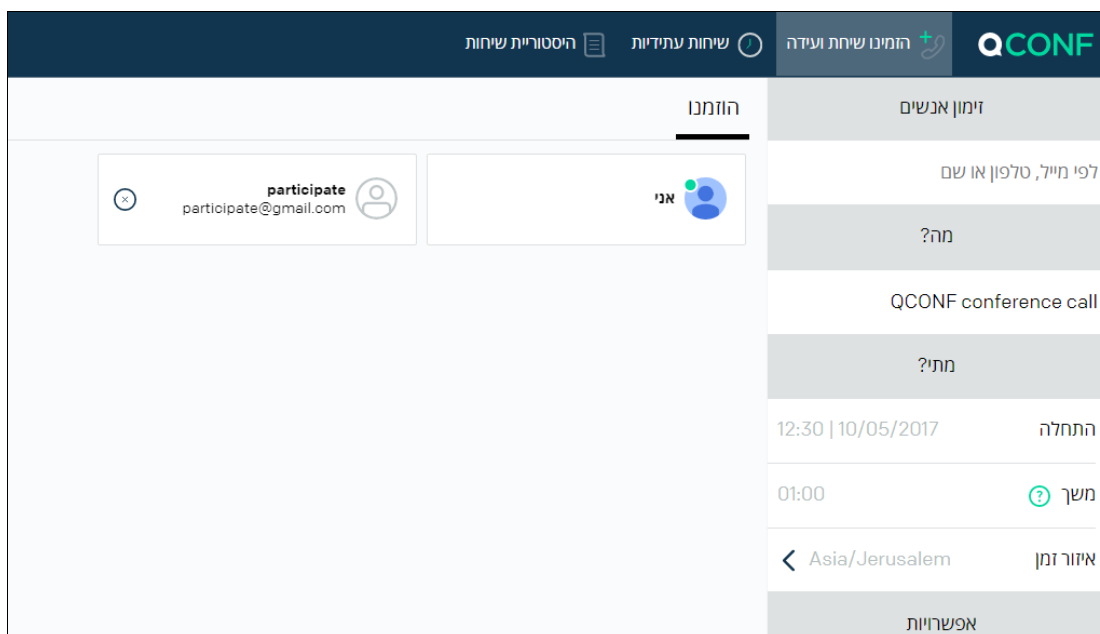 QCONF
הזמינו שיחת ועידה
שיחות עתידיות
היסטוריית שיחות
זימון אנשים
לפי מייל, טלפון או שם
מה?
QCONF conference call
מתי?
התחלה 12:30 | 10/05/2017
משך ? 01:00
איזור זמן Asia/Jerusalem
אפשרויות
הוזמנו
אני
participate
participate@gmail.com